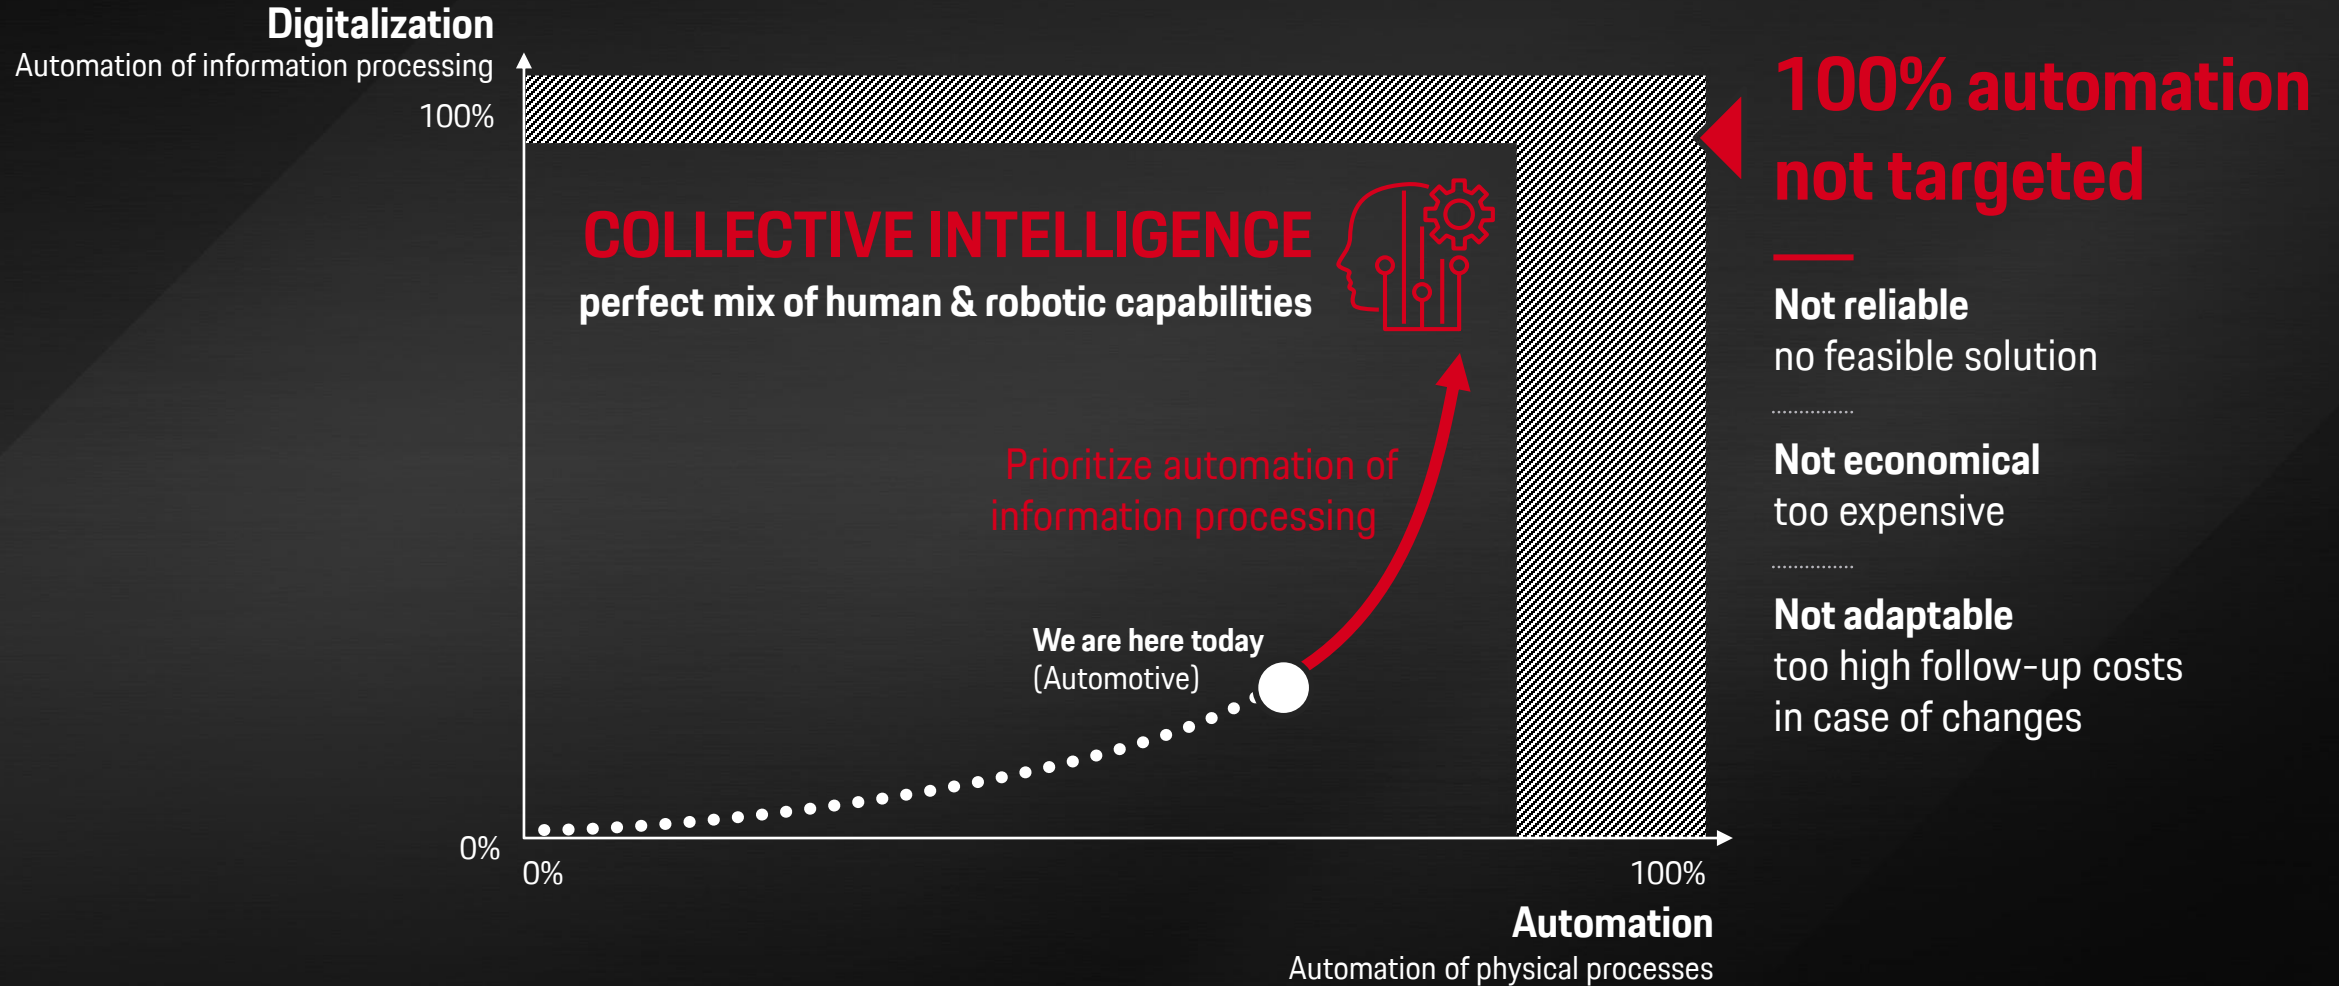 Digitalization
Automation of information processing
100%
COLLECTIVE INTELLIGENCE
perfect mix of human & robotic capabilities
Prioritize automation of
information processing
We are here today
(Automotive)
0%
0%
100%
Automation
Automation of physical processes
100% automation
not targeted
Not reliable
no feasible solution
Not economical
too expensive
Not adaptable
too high follow-up costs
in case of changes